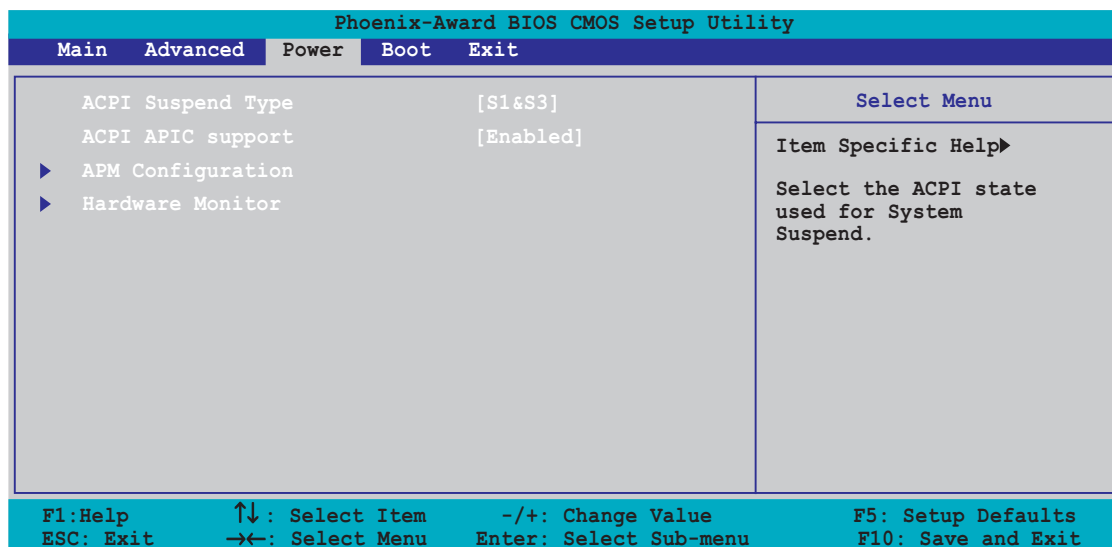 Phoenix-Award BIOS CMOS Setup Utility
Main Advanced Power Boot Exit
ACPI Suspend Type [S1&S3]
ACPI APIC support [Enabled]
APM Configuration
Hardware Monitor
Select Menu
Item Specific Help
Select the ACPI state
used for System
Suspend.
F1:Help ↑↓: Select Item -/+: Change Value F5: Setup Defaults
ESC: Exit →←: Select Menu Enter: Select Sub-menu F10: Save and Exit